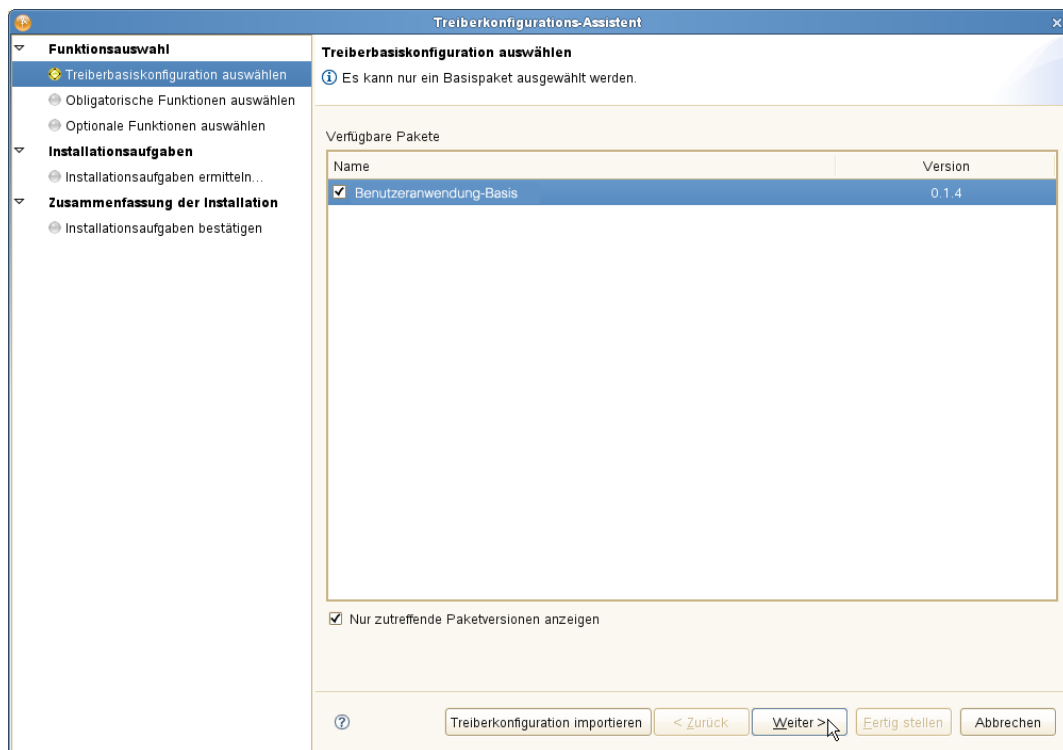 Treiberkonfigurations-Assistent
Funktionsauswahl
Treiberbasiskonfiguration auswählen
Obligatorische Funktionen auswählen
Optionale Funktionen auswählen
Installationsaufgaben
Installationsaufgaben ermitteln...
Zusammenfassung der Installation
Installationsaufgaben bestätigen
Treiberbasiskonfiguration auswählen
Es kann nur ein Basispaket ausgewählt werden.
Verfügbare Pakete
Name Version
Benutzeranwendung-Basis 0.1.4
Nur zutreffende Paketversionen anzeigen
Treiberkonfiguration importieren < Zurück Weiter > Fertig stellen Abbrechen